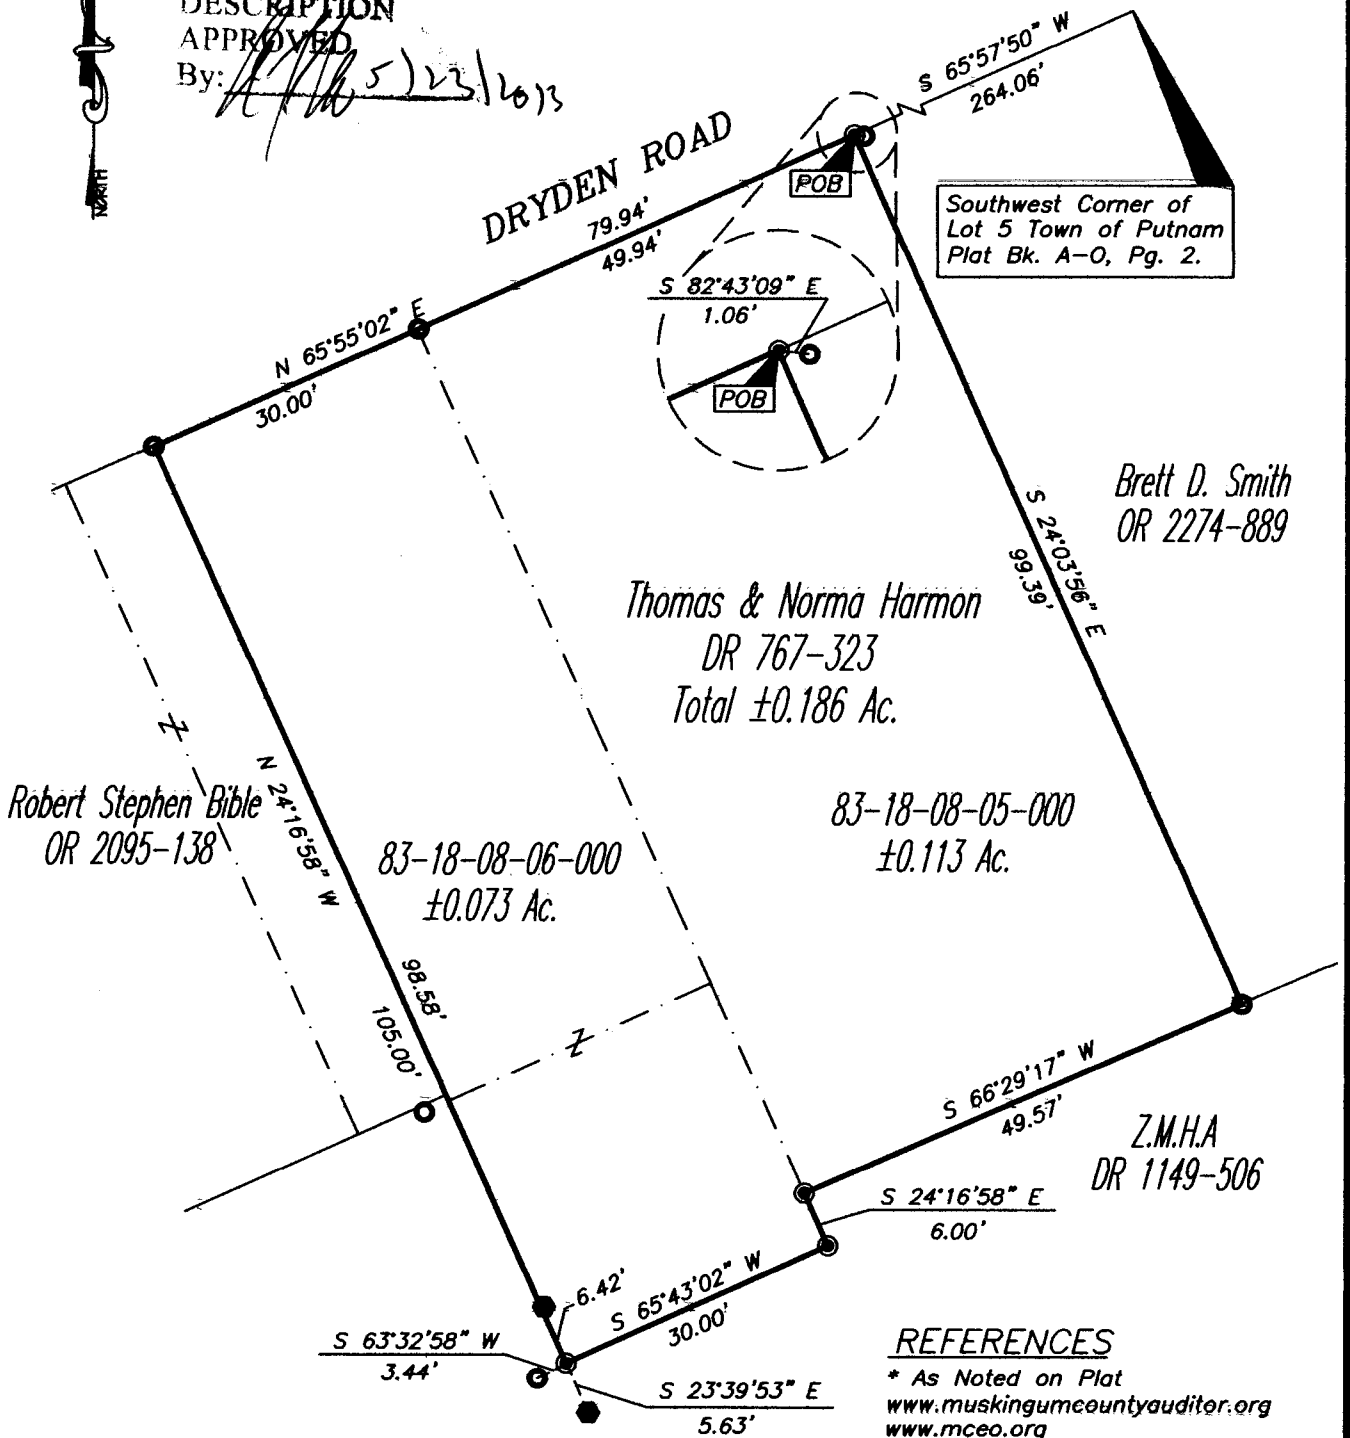 DESCRIPTION
APPROVED
By: 5/23/2013
NORTH
S 65°57'50" W
264.06'
DRYDEN ROAD
POB
Southwest Corner of
Lot 5 Town of Putnam
Plat Bk. A-0, Pg. 2.
79.94'
49.94'
S 82°43'09" E
1.06'
N 65°55'02" E
30.00'
POB
Brett D. Smith
OR 2274-889
S 24°03'56" E
99.39'
Thomas & Norma Harmon
DR 767-323
Total ±0.186 Ac.
Robert Stephen Bible
OR 2095-138
N 24°16'58" W
83-18-08-06-000
±0.073 Ac.
83-18-08-05-000
±0.113 Ac.
98.58'
105.00'
Z
Z
S 66°29'17" W
49.57'
Z.M.H.A
DR 1149-506
S 24°16'58" E
6.00'
6.42'
S 65°43'02" W
30.00'
S 63°32'58" W
3.44'
S 23°39'53" E
5.63'
REFERENCES
* As Noted on Plat
www.muskingumcountyauditor.org
www.mceo.org